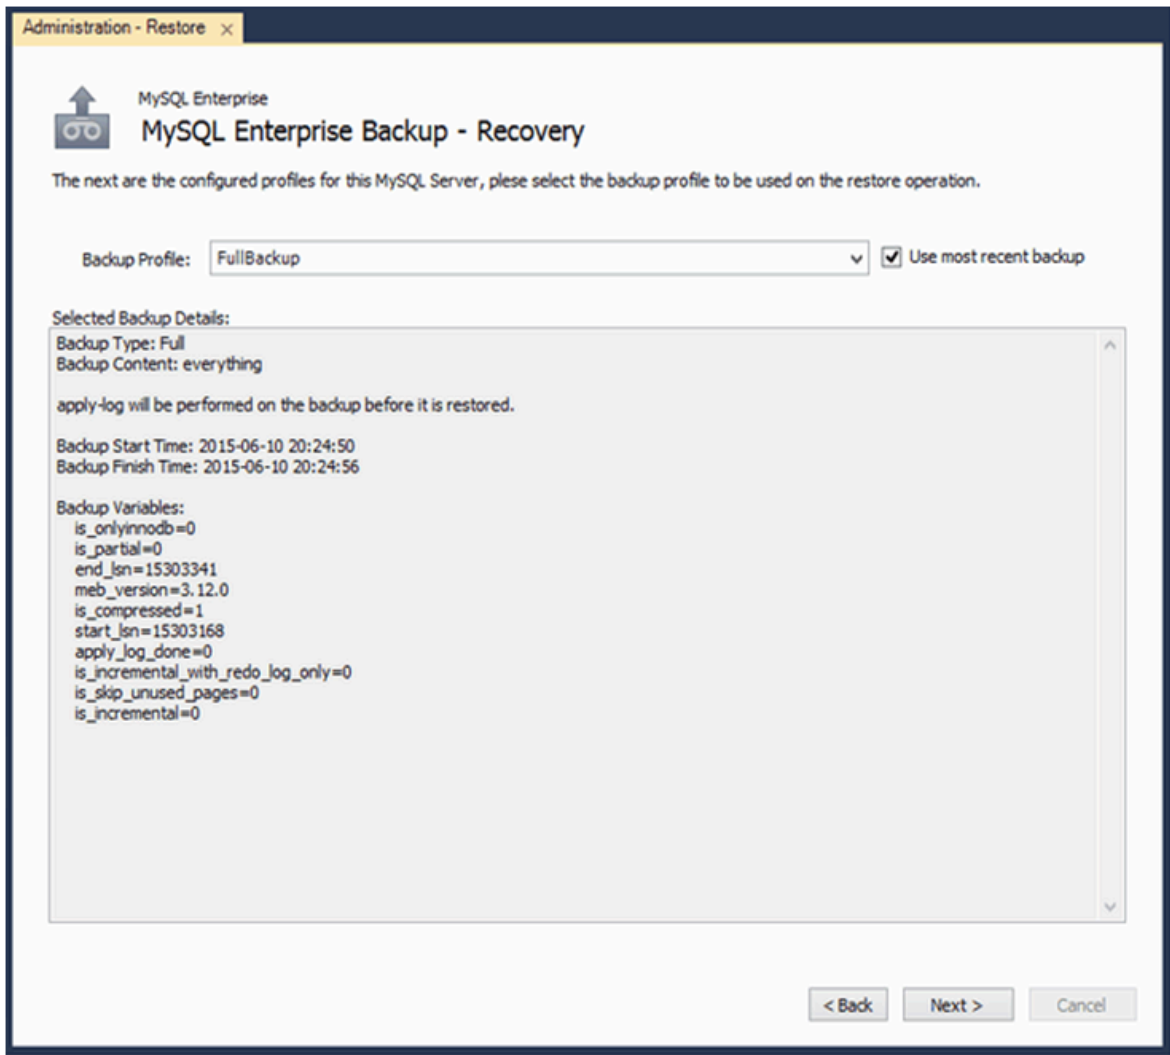 Administration - Restore
MySQL Enterprise
MySQL Enterprise Backup - Recovery
The next are the configured profiles for this MySQL Server, plese select the backup profile to be used on the restore operation.
Backup Profile: FullBackup Use most recent backup
Selected Backup Details:
Backup Type: Full
Backup Content: everything
apply-log will be performed on the backup before it is restored.
Backup Start Time: 2015-06-10 20:24:50
Backup Finish Time: 2015-06-10 20:24:56
Backup Variables:
is_onlyinnodb=0
is_partial=0
end_lsn=15303341
meb_version=3.12.0
is_compressed=1
start_lsn=15303168
apply_log_done=0
is_incremental_with_redo_log_only=0
is_skip_unused_pages=0
is_incremental=0
< Back Next > Cancel